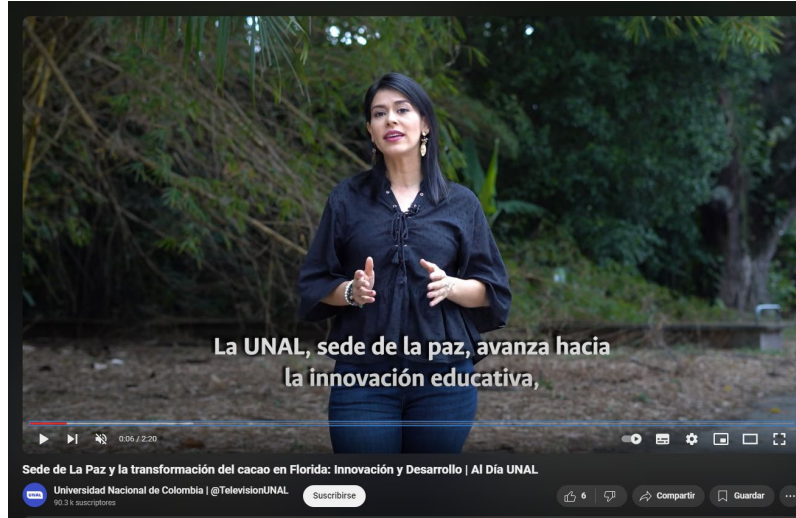 La UNAL, sede de la paz, avanza hacia
la innovación educativa,
0:06 / 2:20
Sede de La Paz y la transformación del cacao en Florida: Innovación y Desarrollo | Al Día UNAL
UNAL
Universidad Nacional de Colombia | @TelevisionUNAL
90.3 k suscriptores
Suscribirse
6
Compartir
Guardar